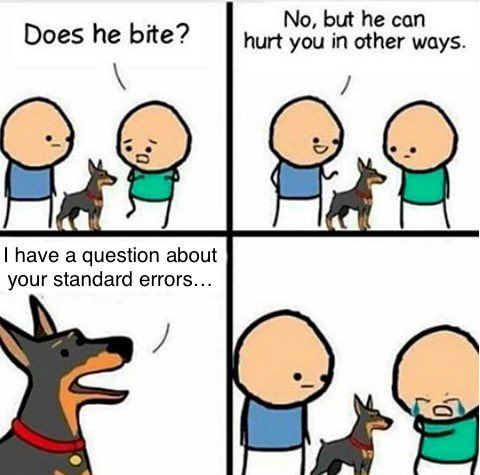 Does he bite?
No, but he can
hurt you in other ways.
I have a question about
your standard errors...